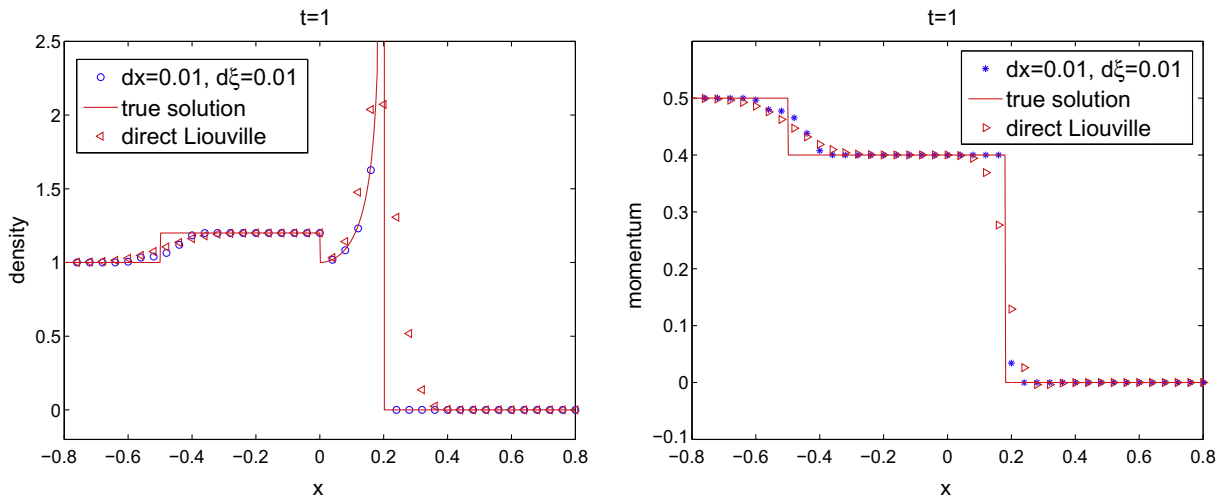 t=1
2.5
2
1.5
1
0.5
0
density
dx=0.01, dξ=0.01
true solution
direct Liouville
−0.8 −0.6 −0.4 −0.2 0 0.2 0.4 0.6 0.8
x
t=1
0.5
0.4
0.3
0.2
0.1
0
−0.1
momentum
dx=0.01, dξ=0.01
true solution
direct Liouville
−0.8 −0.6 −0.4 −0.2 0 0.2 0.4 0.6 0.8
x